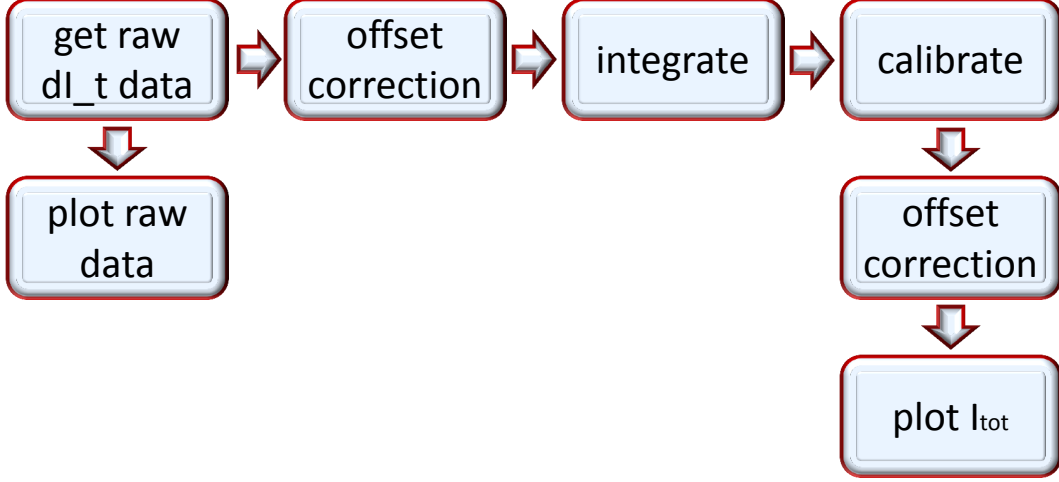 get raw
dI_t data
offset
correction
integrate
calibrate
plot raw
data
offset
correction
plot Itot